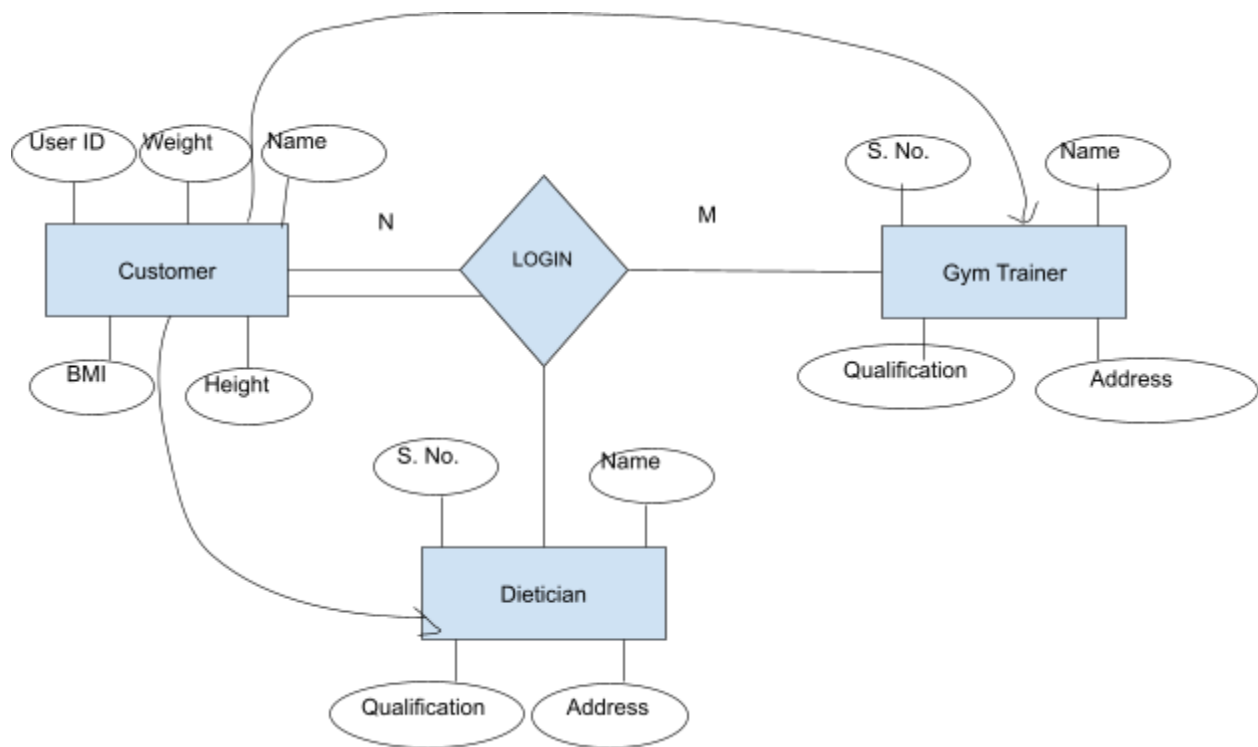 User ID
Weight
Name
S. No.
Name
N
M
LOGIN
Customer
Gym Trainer
BMI
Height
Qualification
Address
S. No.
Name
Dietician
Qualification
Address